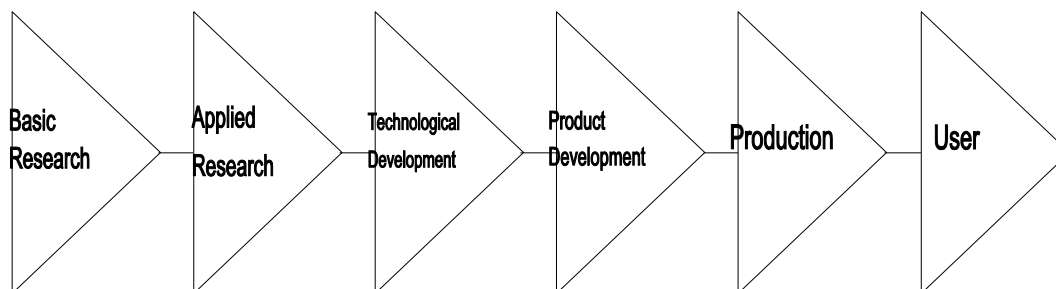 Basic
Research
Applied
Research
Technological
Development
Product
Development
Production
User